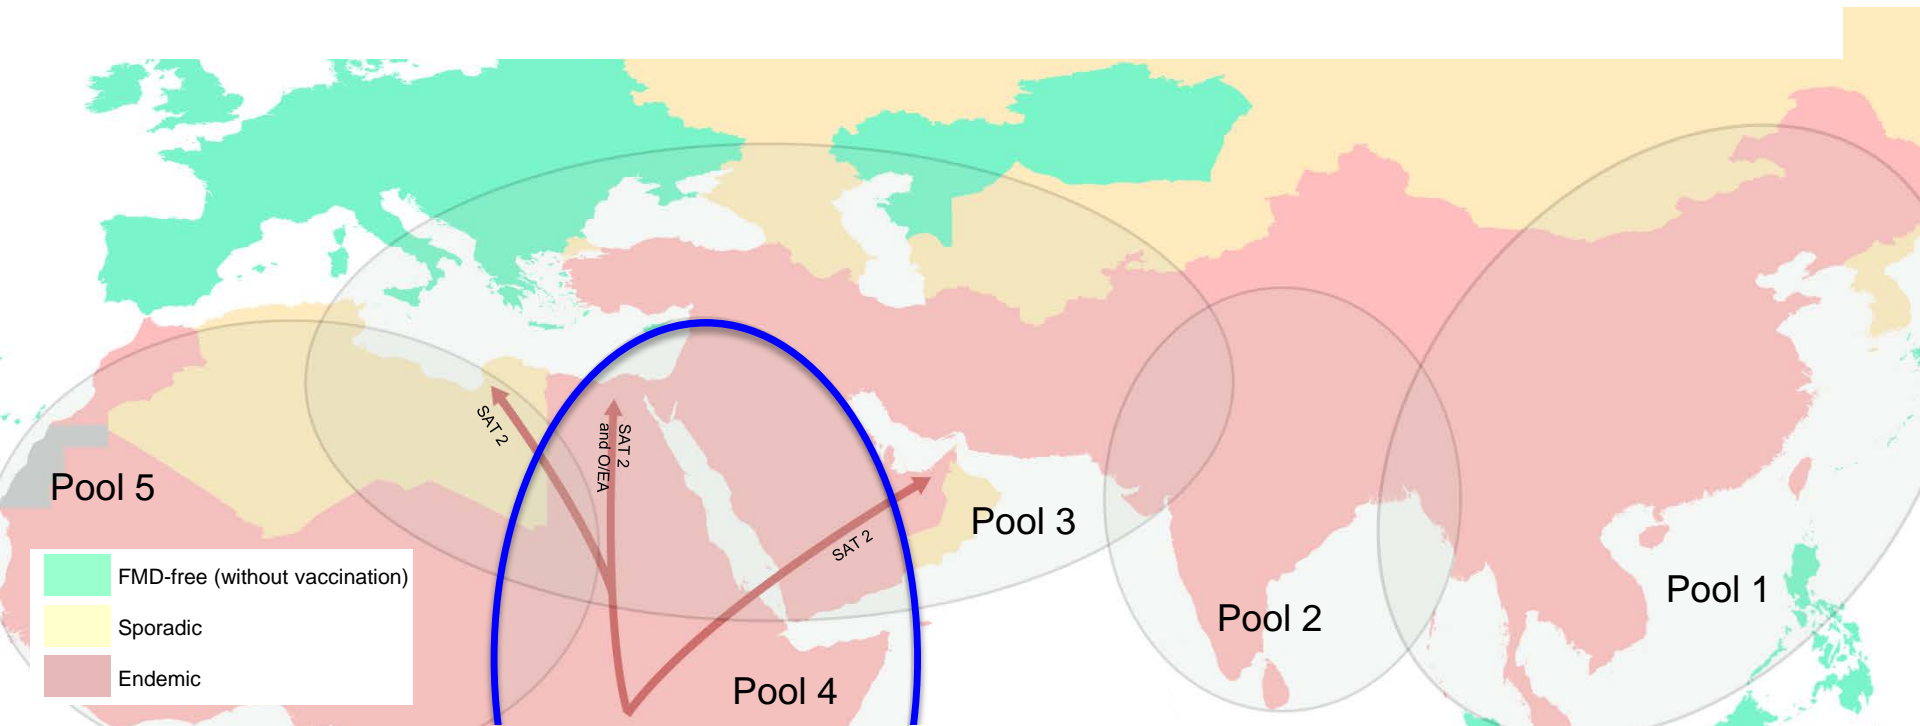 SAT 2
SAT 2
and O/EA
SAT 2
Pool 5
Pool 3
Pool 2
Pool 1
Pool 4
FMD-free (without vaccination)
Sporadic
Endemic